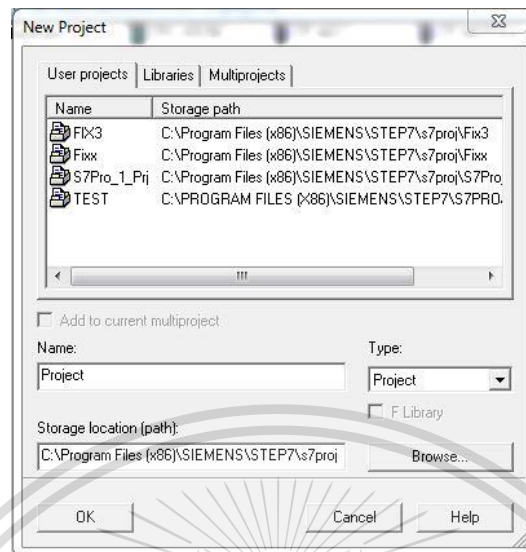 New Project
User projects Libraries Multiprojects
Name Storage path
FIX3 C:\Program Files (x86)\SIEMENS\STEP7\s7proj\Fix3
Fixx C:\Program Files (x86)\SIEMENS\STEP7\s7proj\Fixx
S7Pro_1_Prj C:\Program Files (x86)\SIEMENS\STEP7\s7proj\S7Pro_
TEST C:\PROGRAM FILES (X86)\SIEMENS\STEP7\S7PRO
Add to current multiproject
Name: Type:
Project Project
F Library
Storage location (path):
C:\Program Files (x86)\SIEMENS\STEP7\s7proj Browse...
OK Cancel Help